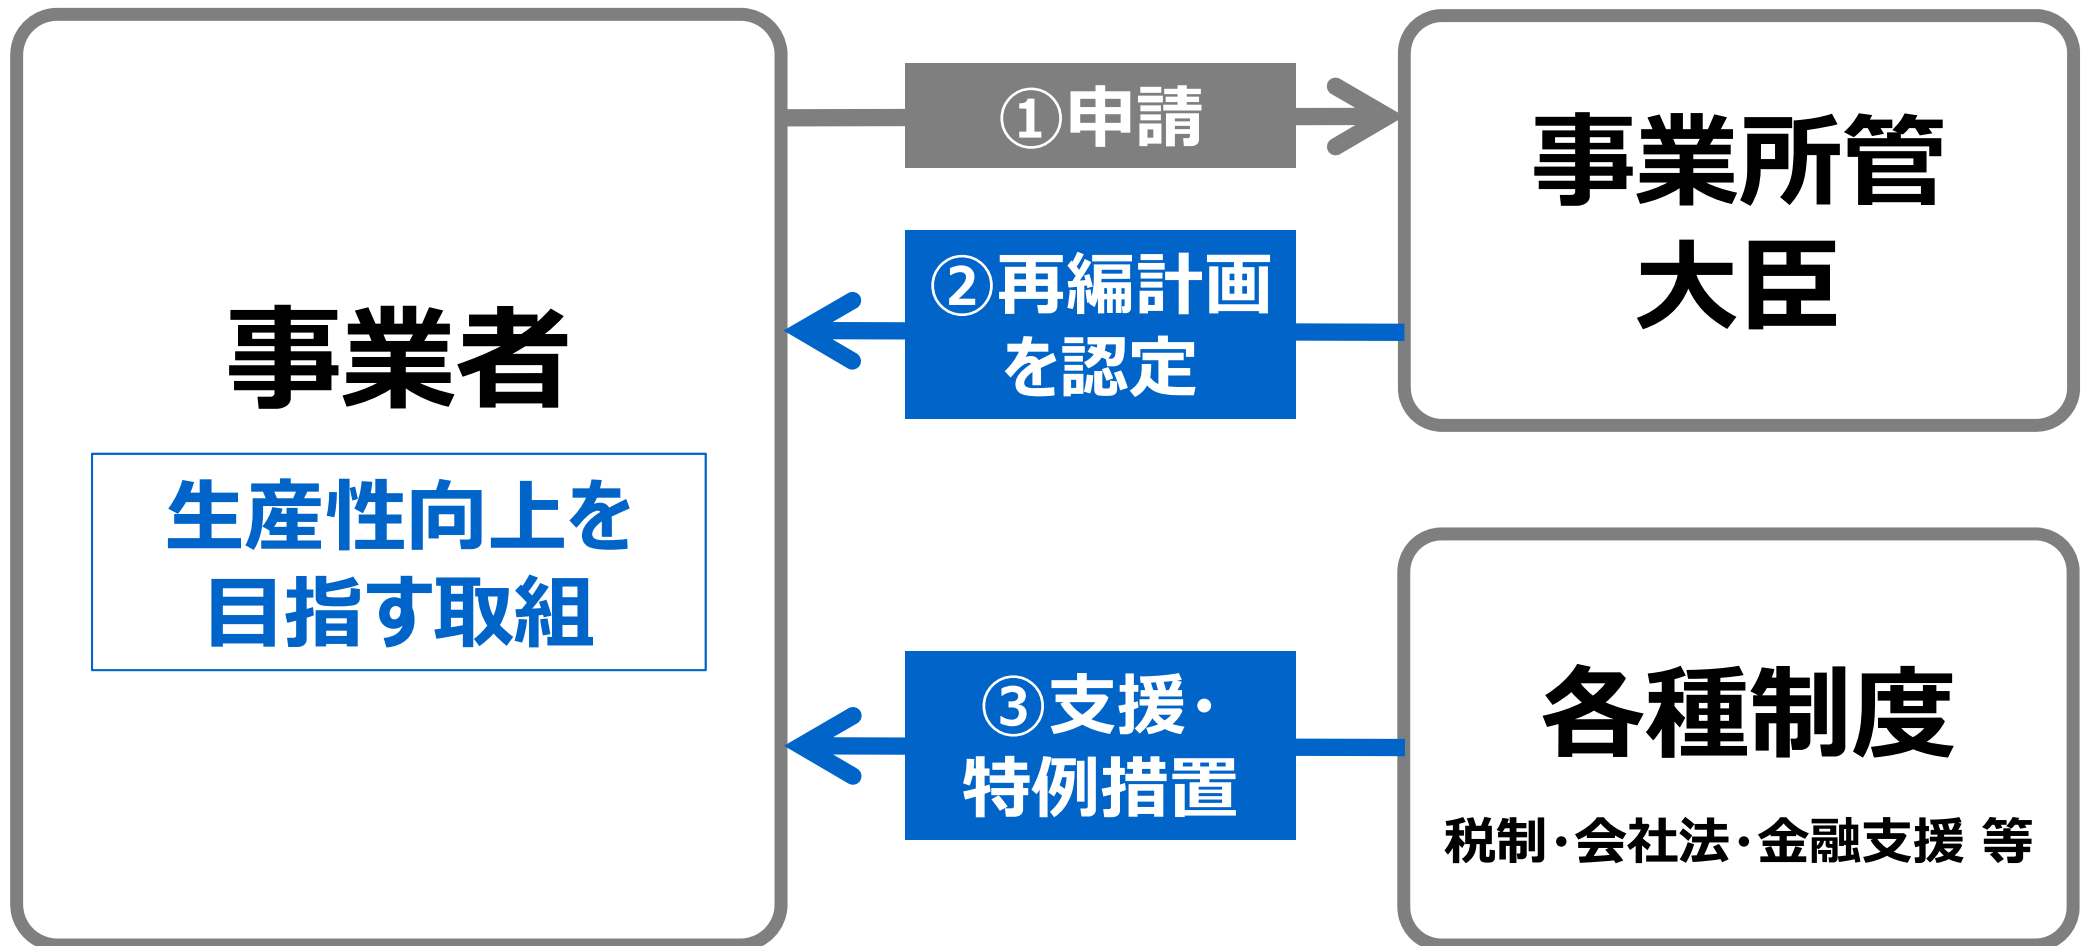 事業者
生産性向上を
目指す取組
①申請
②再編計画
を認定
③支援・
特例措置
事業所管
大臣
各種制度
税制・会社法・金融支援 等